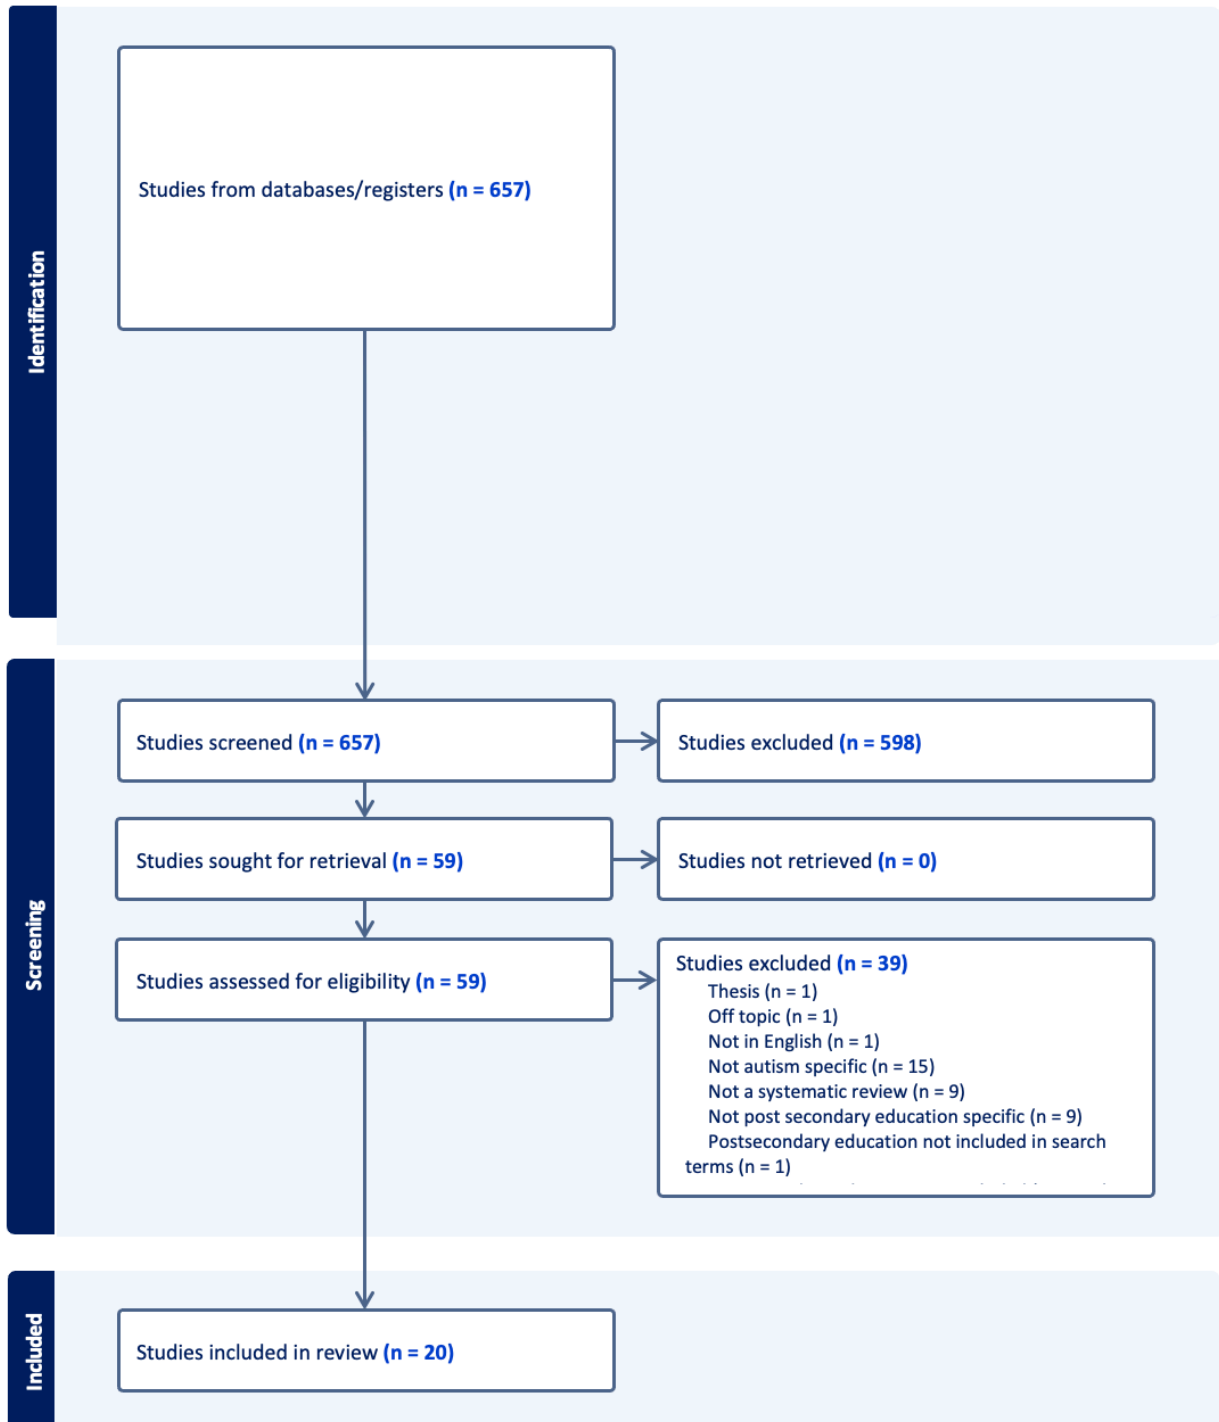 Identification
Studies from databases/registers (n = 657)
Screening
Studies screened (n = 657)
Studies excluded (n = 598)
Studies sought for retrieval (n = 59)
Studies not retrieved (n = 0)
Studies assessed for eligibility (n = 59)
Studies excluded (n = 39)
Thesis (n = 1)
Off topic (n = 1)
Not in English (n = 1)
Not autism specific (n = 15)
Not a systematic review (n = 9)
Not post secondary education specific (n = 9)
Postsecondary education not included in search
terms (n = 1)
Included
Studies included in review (n = 20)